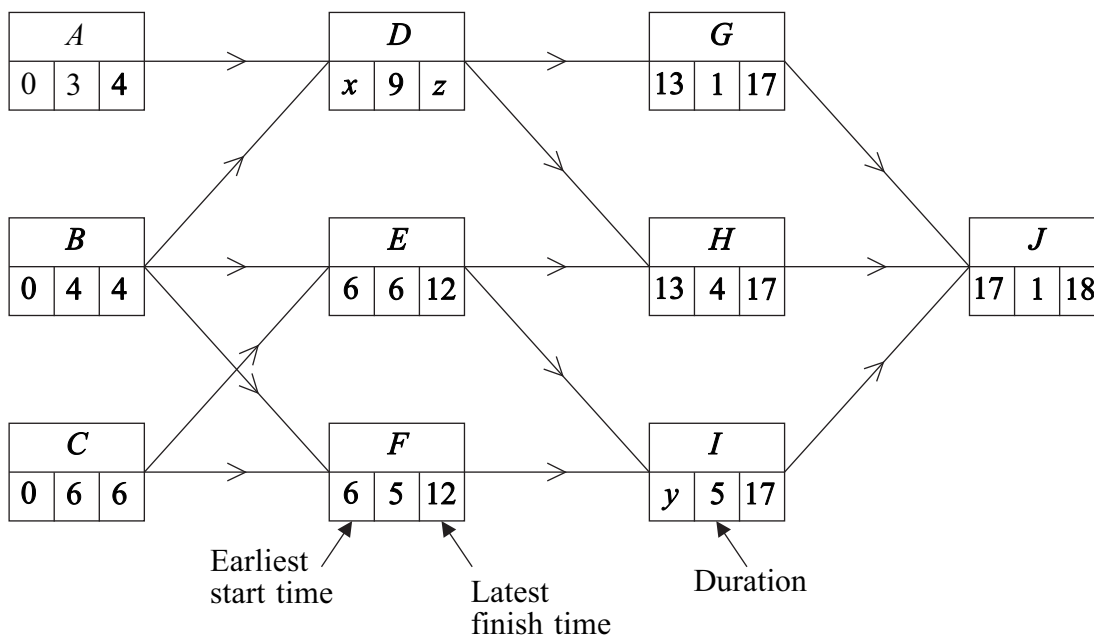 A D G
0 3 4 x 9 z 13 1 17
B E H J
0 4 4 6 6 12 13 4 17 17 1 18
C F I
0 6 6 6 5 12 y 5 17
Earliest
start time
Latest
finish time
Duration